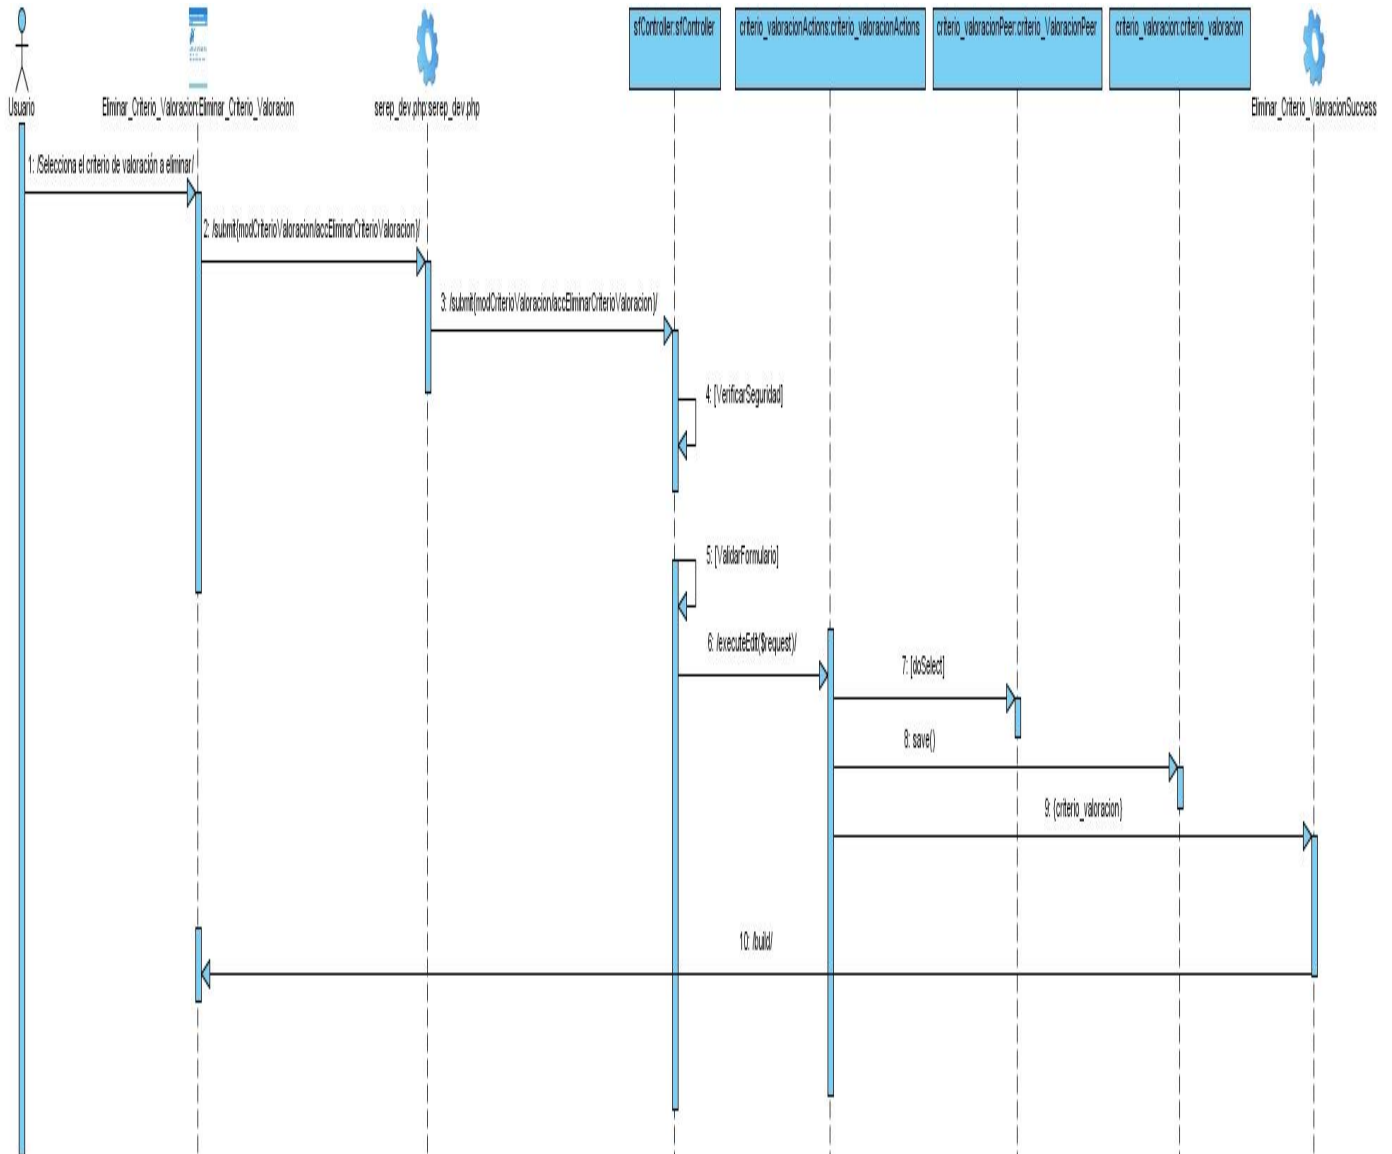 sfController:sfController
criterio_valoracionActions:criterio_valoracionActions
criterio_valoracionPeer:criterio_ValoracionPeer
criterio_valoracion:criterio_valoracion
Usuario
Eliminar_Criterio_Valoracion:Eliminar_Criterio_Valoracion
serep_dev.php:serep_dev.php
Eliminar_Criterio_ValoracionSuccess
1: /Selecciona el criterio de valoración a eliminar/
2: /submit{modCriterioValoracion/accEliminarCriterioValoracion}/
3: /submit{modCriterioValoracion/accEliminarCriterioValoracion}/
4: [VerificarSeguridad]
5: [ValidarFormulario]
6: /executeEdit($request)/
7: [doSelect]
8: save()
9: {criterio_valoracion}
10: /build/